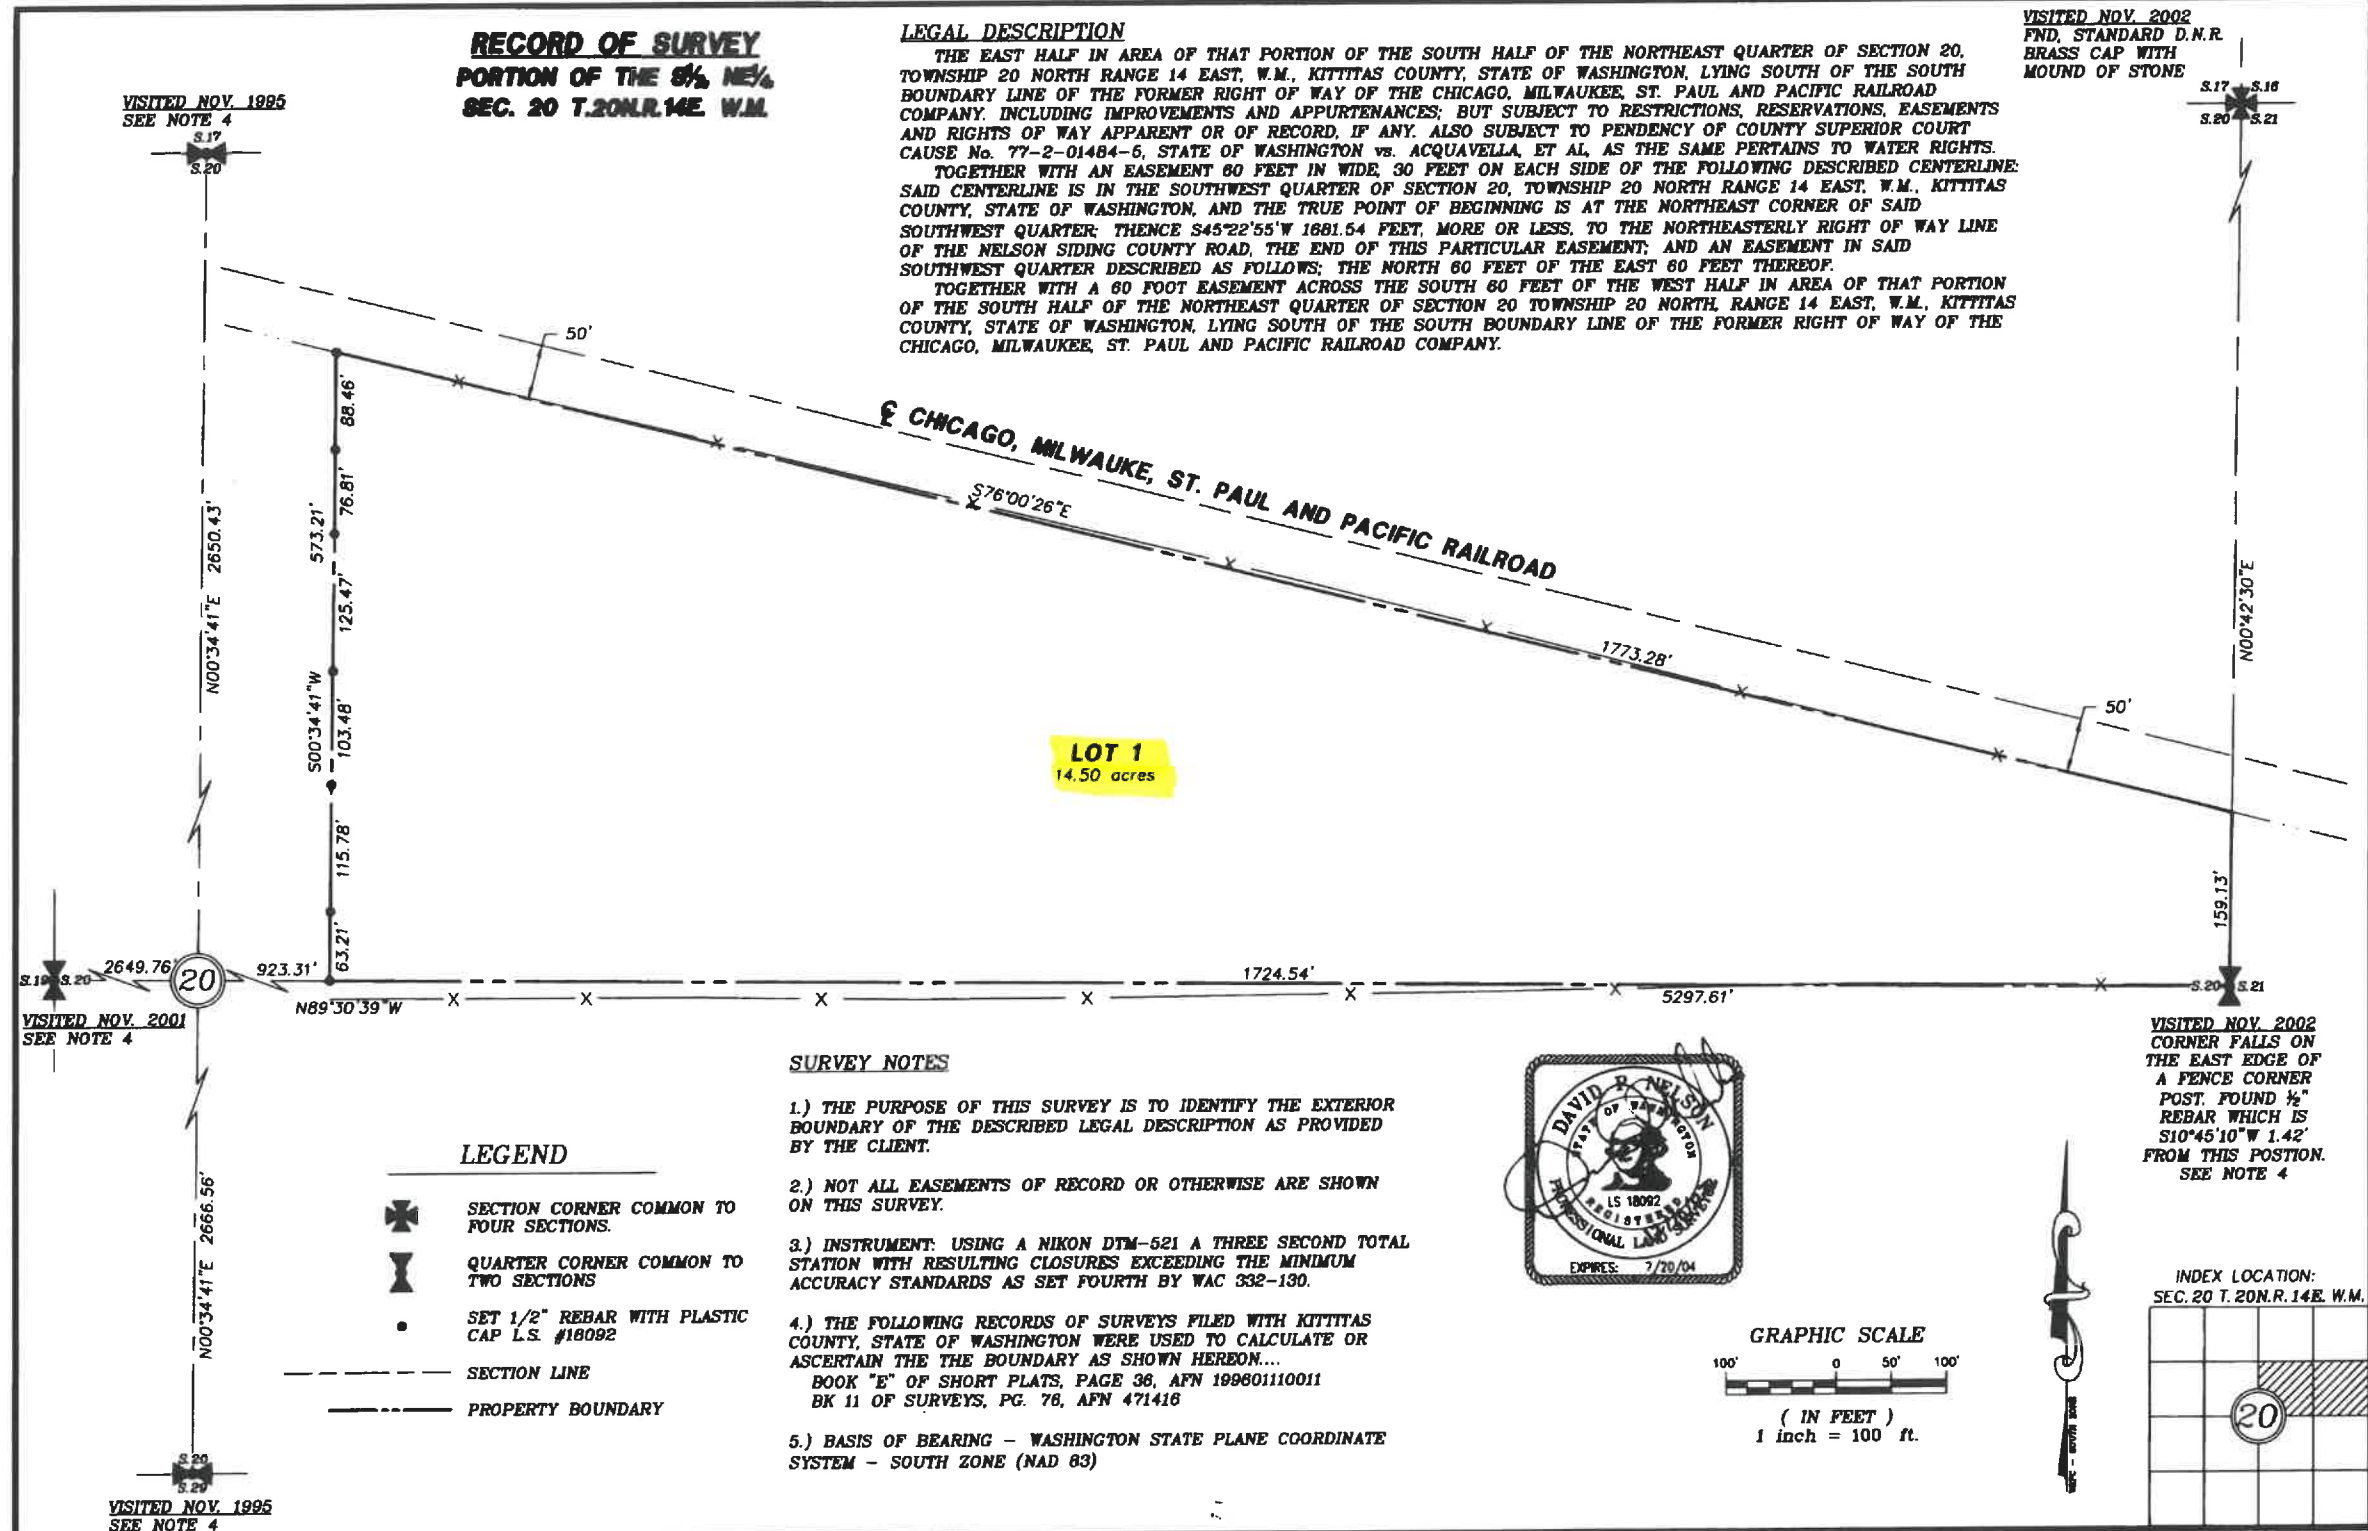 RECORD OF SURVEY
PORTION OF THE S½, NE¼,
SEC. 20 T.20N.R.14E. W.M.
LEGAL DESCRIPTION
THE EAST HALF IN AREA OF THAT PORTION OF THE SOUTH HALF OF THE NORTHEAST QUARTER OF SECTION 20,
TOWNSHIP 20 NORTH RANGE 14 EAST, W.M., KITTITAS COUNTY, STATE OF WASHINGTON, LYING SOUTH OF THE SOUTH
BOUNDARY LINE OF THE FORMER RIGHT OF WAY OF THE CHICAGO, MILWAUKEE, ST. PAUL AND PACIFIC RAILROAD
COMPANY. INCLUDING IMPROVEMENTS AND APPURTENANCES; BUT SUBJECT TO RESTRICTIONS, RESERVATIONS, EASEMENTS
AND RIGHTS OF WAY APPARENT OR OF RECORD, IF ANY. ALSO SUBJECT TO PENDENCY OF COUNTY SUPERIOR COURT
CAUSE No. 77-2-01484-5, STATE OF WASHINGTON vs. ACQUAVELLA, ET AL, AS THE SAME PERTAINS TO WATER RIGHTS.
TOGETHER WITH AN EASEMENT 60 FEET IN WIDE, 30 FEET ON EACH SIDE OF THE FOLLOWING DESCRIBED CENTERLINE:
SAID CENTERLINE IS IN THE SOUTHWEST QUARTER OF SECTION 20, TOWNSHIP 20 NORTH RANGE 14 EAST, W.M., KITTITAS
COUNTY, STATE OF WASHINGTON, AND THE TRUE POINT OF BEGINNING IS AT THE NORTHEAST CORNER OF SAID
SOUTHWEST QUARTER; THENCE S45°22'55"W 1681.54 FEET, MORE OR LESS, TO THE NORTHEASTERLY RIGHT OF WAY LINE
OF THE NELSON SIDING COUNTY ROAD, THE END OF THIS PARTICULAR EASEMENT; AND AN EASEMENT IN SAID
SOUTHWEST QUARTER DESCRIBED AS FOLLOWS; THE NORTH 60 FEET OF THE EAST 60 FEET THEREOF.
TOGETHER WITH A 60 FOOT EASEMENT ACROSS THE SOUTH 60 FEET OF THE WEST HALF IN AREA OF THAT PORTION
OF THE SOUTH HALF OF THE NORTHEAST QUARTER OF SECTION 20 TOWNSHIP 20 NORTH, RANGE 14 EAST, W.M., KITTITAS
COUNTY, STATE OF WASHINGTON, LYING SOUTH OF THE SOUTH BOUNDARY LINE OF THE FORMER RIGHT OF WAY OF THE
CHICAGO, MILWAUKEE, ST. PAUL AND PACIFIC RAILROAD COMPANY.
VISITED NOV. 2002
FND. STANDARD D.N.R.
BRASS CAP WITH
MOUND OF STONE
S.17 S.16
S.20 S.21
VISITED NOV. 1995
SEE NOTE 4
S.17
S.20
50'
88.46'
76.81'
573.21'
125.47'
S00°34'41"W
103.48'
115.78'
63.21'
N00°34'41"E 2650.43'
℄ CHICAGO, MILWAUKE, ST. PAUL AND PACIFIC RAILROAD
S76°00'26"E
1773.28'
50'
N00°42'30"E
LOT 1
14.50 acres
159.13'
S.19 S.20
2649.76'
20
923.31'
N89°30'39"W
1724.54'
5297.61'
S.20 S.21
VISITED NOV. 2001
SEE NOTE 4
VISITED NOV. 2002
CORNER FALLS ON
THE EAST EDGE OF
A FENCE CORNER
POST. FOUND ½"
REBAR WHICH IS
S10°45'10"W 1.42'
FROM THIS POSTION.
SEE NOTE 4
N00°34'41"E 2666.56'
S.20
S.29
VISITED NOV. 1995
SEE NOTE 4
LEGEND
SECTION CORNER COMMON TO
FOUR SECTIONS.
QUARTER CORNER COMMON TO
TWO SECTIONS
SET 1/2" REBAR WITH PLASTIC
CAP L.S. #18092
SECTION LINE
PROPERTY BOUNDARY
SURVEY NOTES
1.) THE PURPOSE OF THIS SURVEY IS TO IDENTIFY THE EXTERIOR
BOUNDARY OF THE DESCRIBED LEGAL DESCRIPTION AS PROVIDED
BY THE CLIENT.
2.) NOT ALL EASEMENTS OF RECORD OR OTHERWISE ARE SHOWN
ON THIS SURVEY.
3.) INSTRUMENT: USING A NIKON DTM-521 A THREE SECOND TOTAL
STATION WITH RESULTING CLOSURES EXCEEDING THE MINIMUM
ACCURACY STANDARDS AS SET FOURTH BY WAC 332-130.
4.) THE FOLLOWING RECORDS OF SURVEYS FILED WITH KITTITAS
COUNTY, STATE OF WASHINGTON WERE USED TO CALCULATE OR
ASCERTAIN THE THE BOUNDARY AS SHOWN HEREON....
BOOK "E" OF SHORT PLATS, PAGE 36, AFN 199601110011
BK 11 OF SURVEYS, PG. 76, AFN 471416
5.) BASIS OF BEARING - WASHINGTON STATE PLANE COORDINATE
SYSTEM - SOUTH ZONE (NAD 83)
DAVID P. NELSON
STATE OF WASHINGTON
LS 18092
REGISTERED
PROFESSIONAL LAND SURVEYOR
EXPIRES: 7/20/04
GRAPHIC SCALE
100' 0 50' 100'
( IN FEET )
1 inch = 100 ft.
INDEX LOCATION:
SEC. 20 T. 20N.R. 14E. W.M.
20